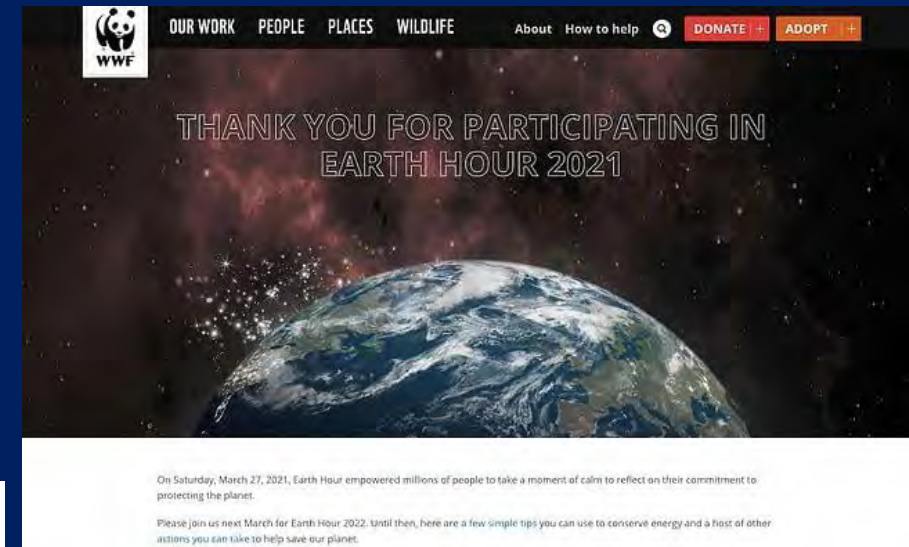 OUR WORK PEOPLE PLACES WILDLIFE About How to help DONATE + ADOPT +
WWF
THANK YOU FOR PARTICIPATING IN
EARTH HOUR 2021
On Saturday, March 27, 2021, Earth Hour empowered millions of people to take a moment of calm to reflect on their commitment to
protecting the planet.
Please join us next March for Earth Hour 2022. Until then, here are a few simple tips you can use to conserve energy and a host of other
actions you can take to help save our planet.